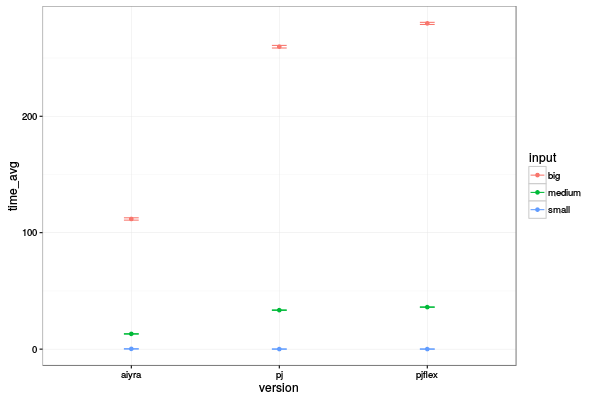 time_avg
200
100
0
aiyra
pj
pjflex
version
input
big
medium
small